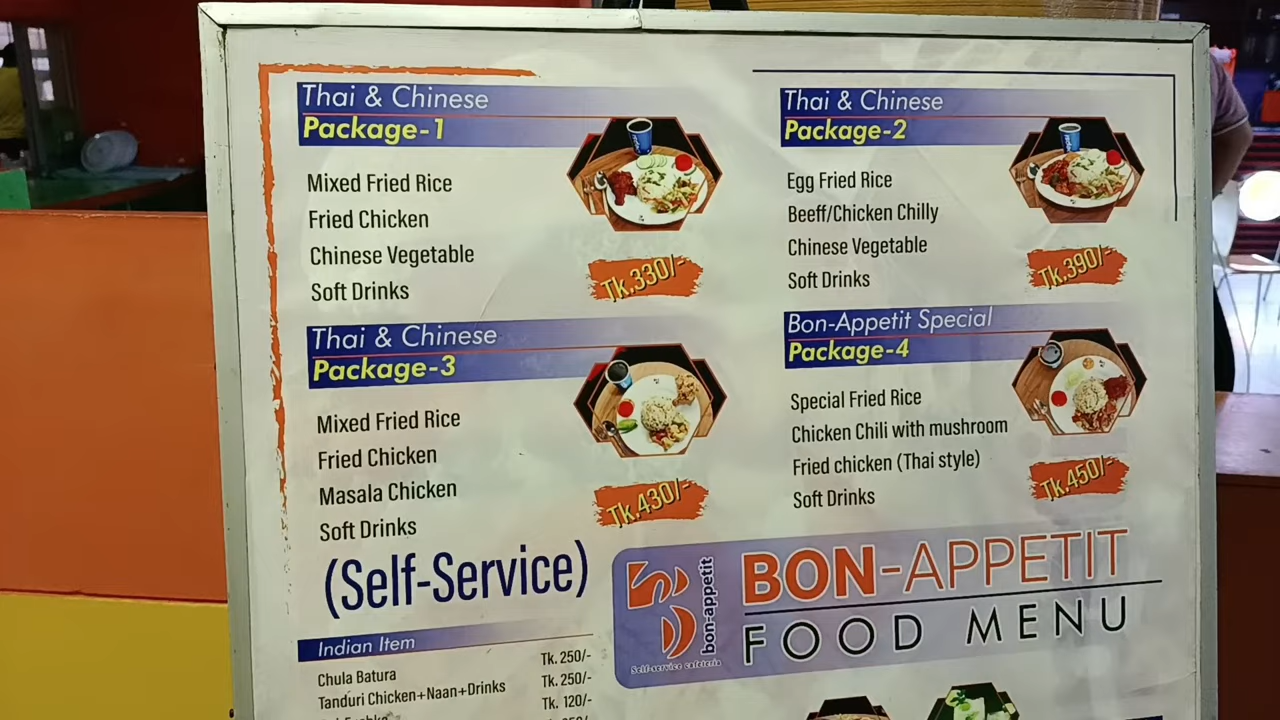 Thai & Chinese
Package-1
Mixed Fried Rice
Fried Chicken
Chinese Vegetable
Soft Drinks
Tk.330/-
Thai & Chinese
Package-2
Egg Fried Rice
Beeff/Chicken Chilly
Chinese Vegetable
Soft Drinks
Tk.390/-
Thai & Chinese
Package-3
Mixed Fried Rice
Fried Chicken
Masala Chicken
Soft Drinks
Tk.430/-
Bon-Appetit Special
Package-4
Special Fried Rice
Chicken Chili with mushroom
Fried chicken (Thai style)
Soft Drinks
Tk.450/-
(Self-Service)
bon-appetit
Self-service cafeteria
BON-APPETIT
FOOD MENU
Indian Item
Chula Batura Tk. 250/-
Tanduri Chicken+Naan+Drinks Tk. 250/-
Tk. 120/-